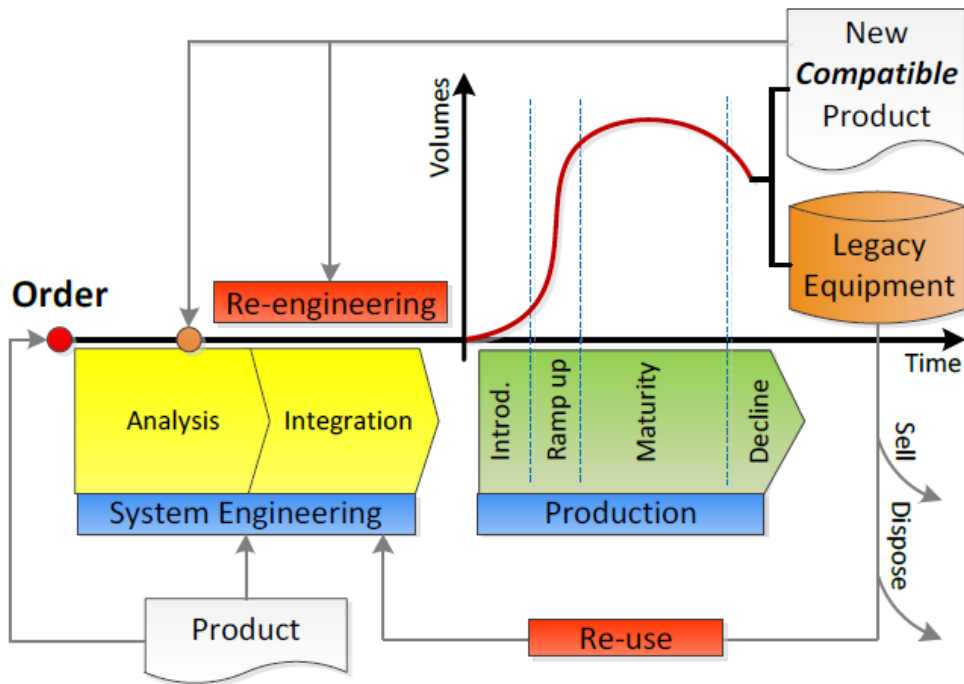 New
Compatible
Product
Volumes
Legacy
Equipment
Order
Re-engineering
Time
Analysis
Integration
Introd.
Ramp up
Maturity
Decline
Sell
System Engineering
Production
Dispose
Product
Re-use